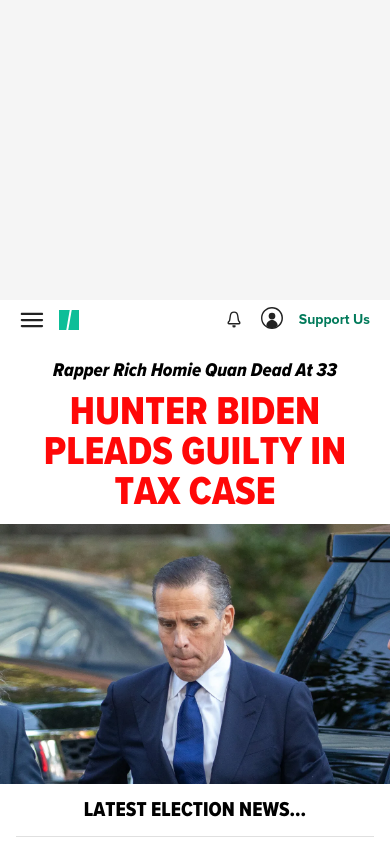 Support Us
Rapper Rich Homie Quan Dead At 33
HUNTER BIDEN
PLEADS GUILTY IN
TAX CASE
LATEST ELECTION NEWS...